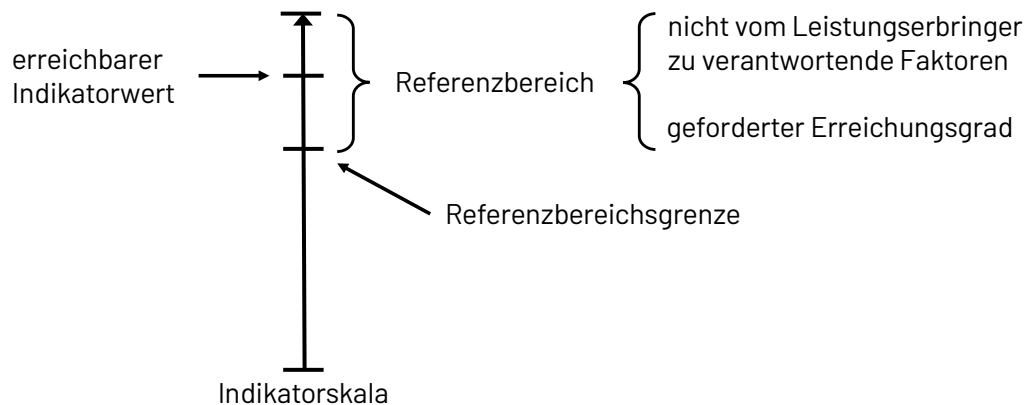 erreichbarer
Indikatorwert
Referenzbereich
nicht vom Leistungserbringer
zu verantwortende Faktoren
geforderter Erreichungsgrad
Referenzbereichsgrenze
Indikatorskala